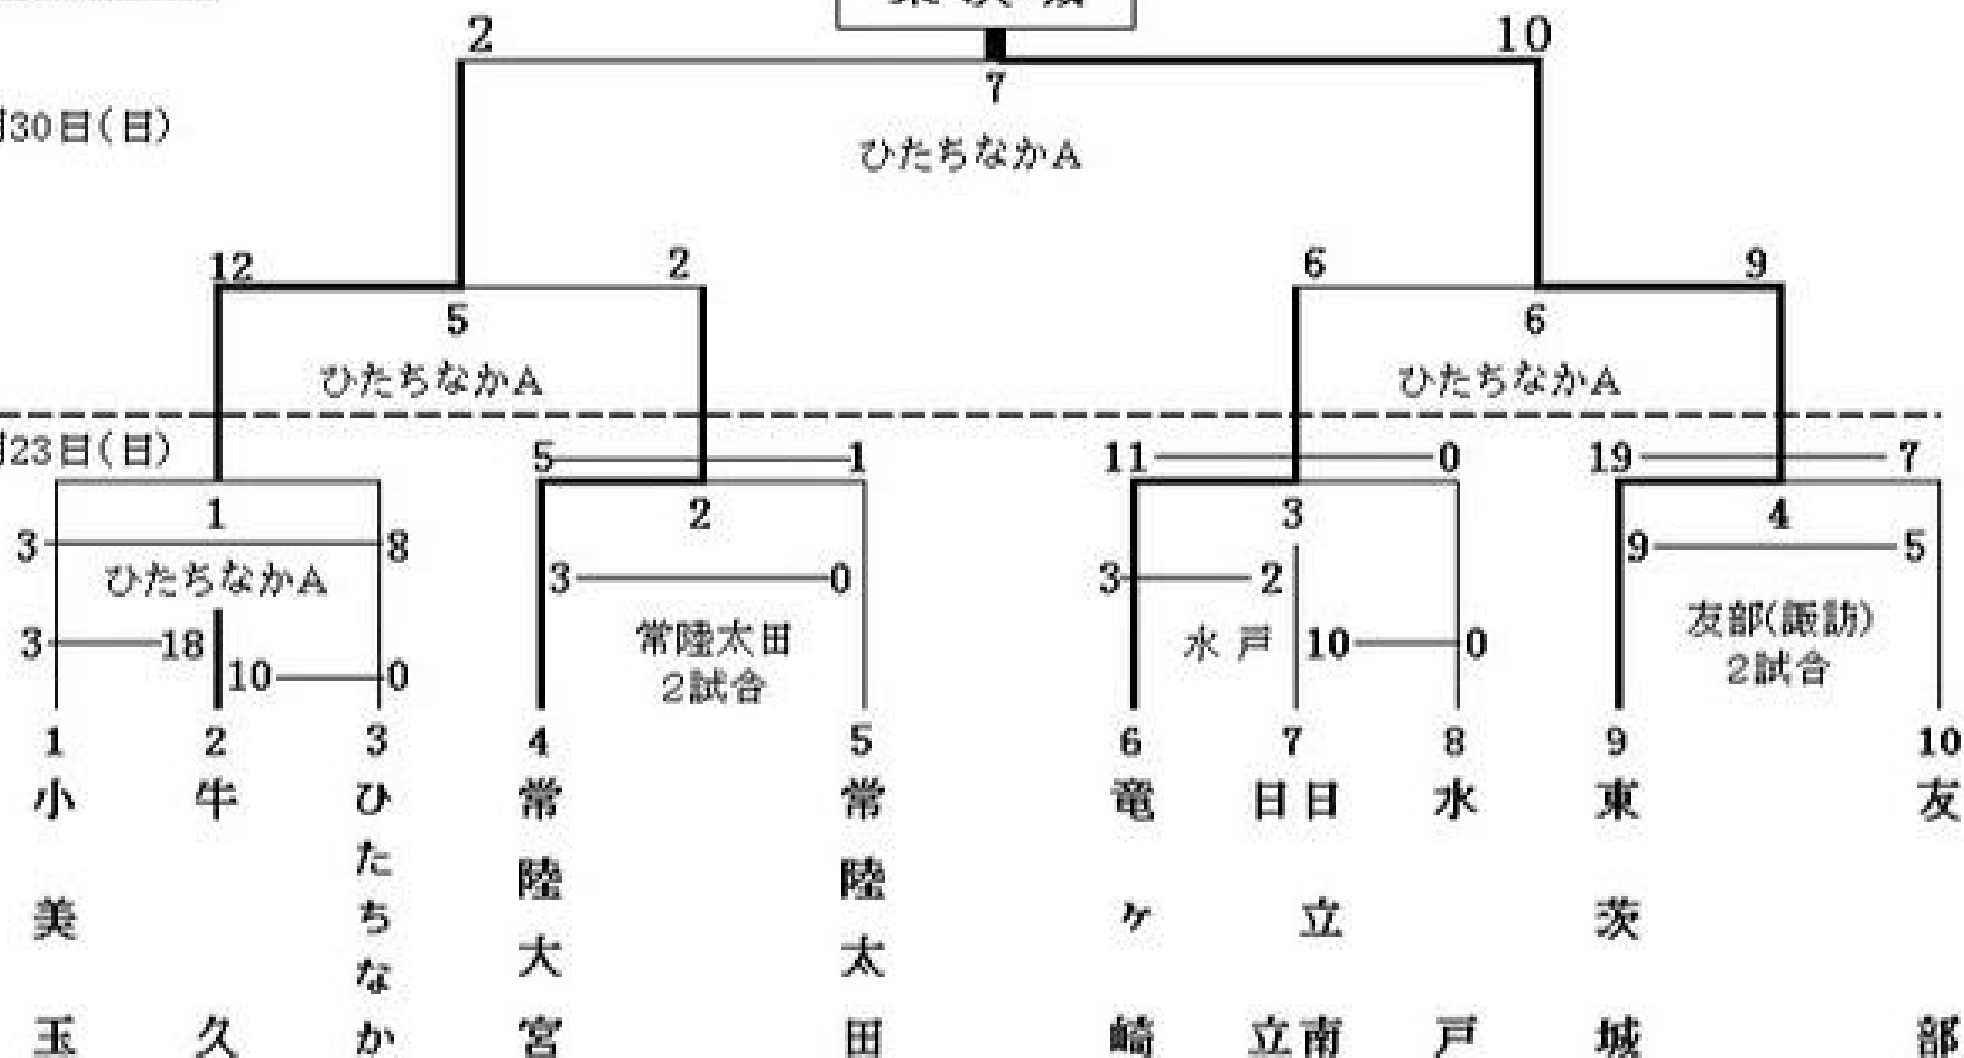 2
10
7
30日(日)
ひたちなかA
12
2
6
9
5
6
ひたちなかA
ひたちなかA
23日(日)
5
1
11
0
19
7
1
2
3
4
3
8
9
5
ひたちなかA
3
0
3
2
友部(諏訪)
2試合
3
18
常陸太田
2試合
水戸
10
0
10
0
1
2
3
4
5
6
7
8
9
10
小美玉
牛久
ひたちなか
常陸大宮
常陸太田
竜ヶ崎
日立
日立南
水戸
東茨城
友部